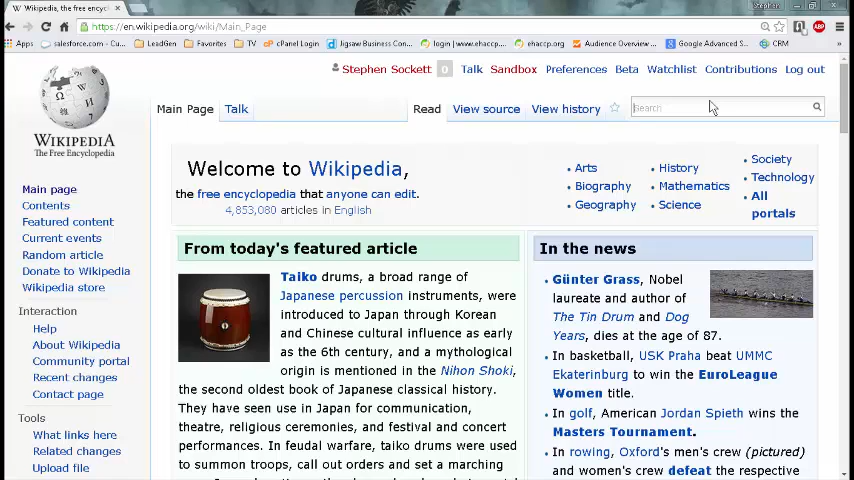 W Wikipedia, the free encyc
Stephen
https://en.wikipedia.org/wiki/Main_Page
Apps salesforce.com - Cu... LeadGen Favorites TV cPanel Login Jigsaw Business Con... login | www.ehaccp... ehaccp.org Audience Overview ... Google Advanced S... CRM
Stephen Sockett 0 Talk Sandbox Preferences Beta Watchlist Contributions Log out
Main Page Talk Read View source View history Search
WIKIPEDIA
The Free Encyclopedia
Main page
Contents
Featured content
Current events
Random article
Donate to Wikipedia
Wikipedia store
Interaction
Help
About Wikipedia
Community portal
Recent changes
Contact page
Tools
What links here
Related changes
Upload file
Welcome to Wikipedia,
the free encyclopedia that anyone can edit.
4,853,080 articles in English
Arts
Biography
Geography
History
Mathematics
Science
Society
Technology
All
portals
From today's featured article
Taiko drums, a broad range of
Japanese percussion instruments, were
introduced to Japan through Korean
and Chinese cultural influence as early
as the 6th century, and a mythological
origin is mentioned in the Nihon Shoki,
the second oldest book of Japanese classical history.
They have seen use in Japan for communication,
theatre, religious ceremonies, and festival and concert
performances. In feudal warfare, taiko drums were used
to summon troops, call out orders and set a marching
In the news
Günter Grass, Nobel
laureate and author of
The Tin Drum and Dog
Years, dies at the age of 87.
In basketball, USK Praha beat UMMC
Ekaterinburg to win the EuroLeague
Women title.
In golf, American Jordan Spieth wins the
Masters Tournament.
In rowing, Oxford's men's crew (pictured)
and women's crew defeat the respective